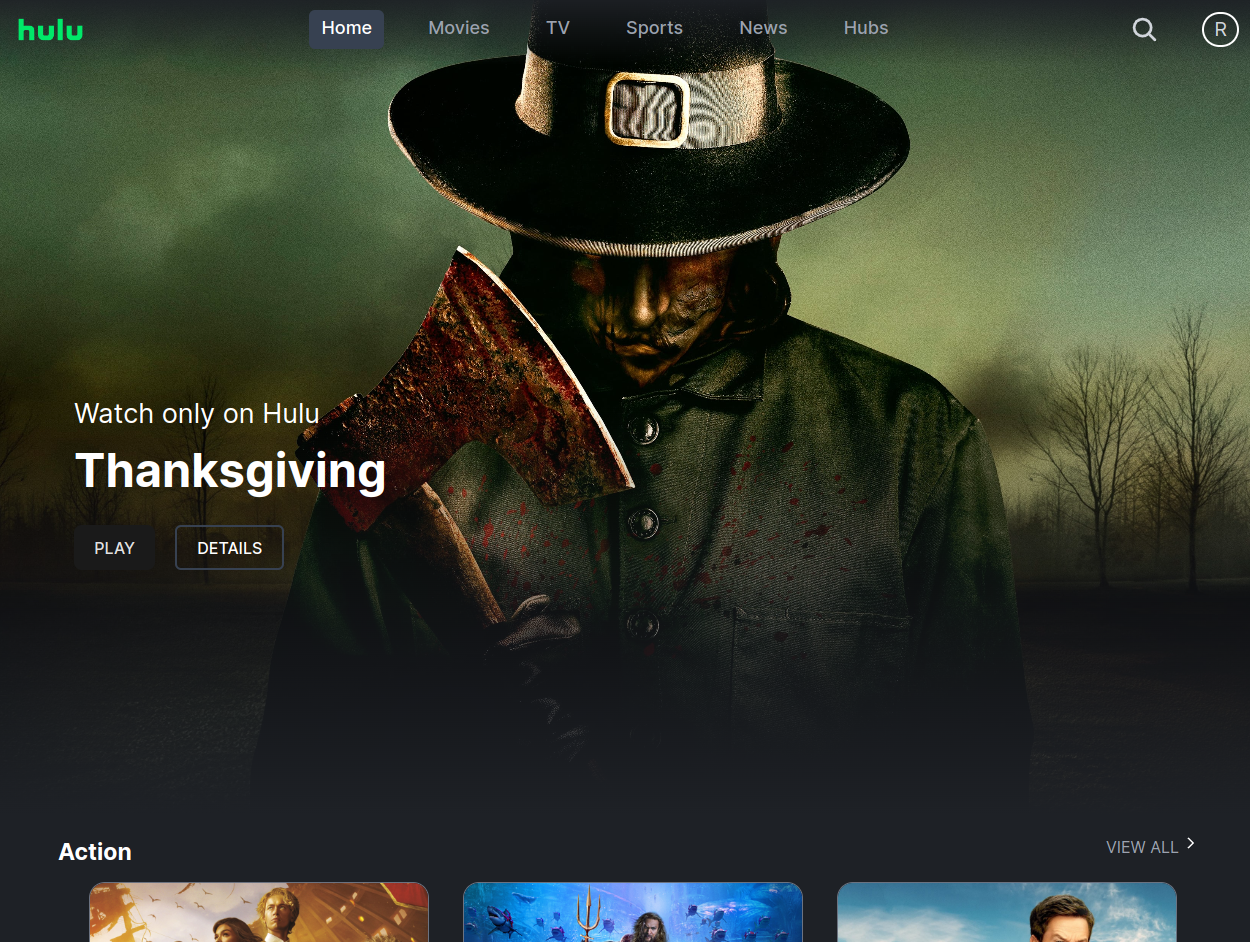 hulu
Home
Movies
TV
Sports
News
Hubs
R
Watch only on Hulu
Thanksgiving
PLAY
DETAILS
Action
VIEW ALL